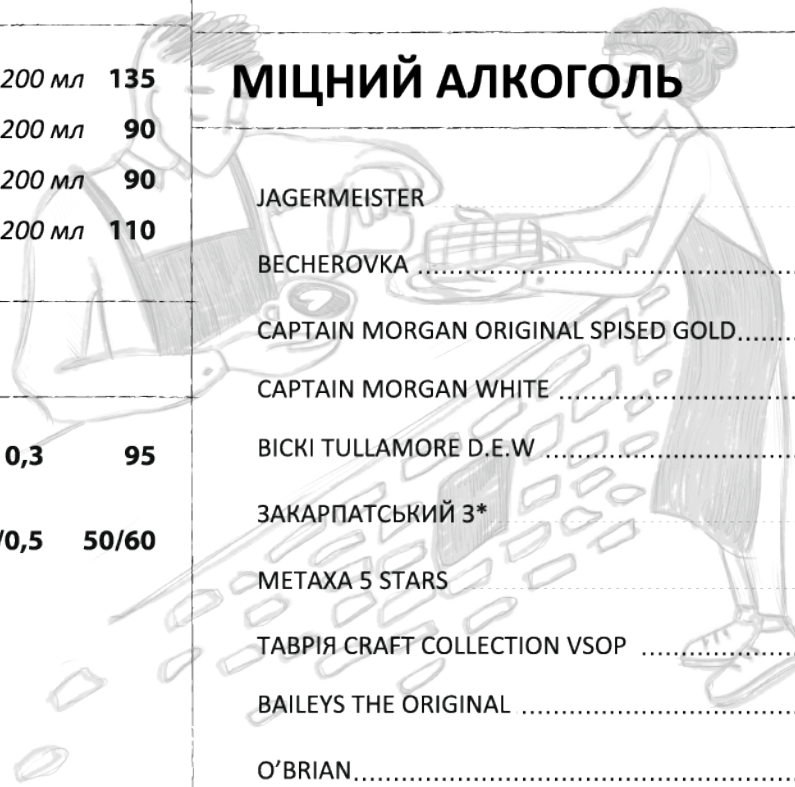 200 мл 135
200 мл 90
200 мл 90
200 мл 110
0,3 95
/0,5 50/60
МІЦНИЙ АЛКОГОЛЬ
JAGERMEISTER
BECHEROVKA
CAPTAIN MORGAN ORIGINAL SPISED GOLD
CAPTAIN MORGAN WHITE
ВІСКІ TULLAMORE D.E.W
ЗАКАРПАТСЬКИЙ 3*
METAXA 5 STARS
ТАВРІЯ CRAFT COLLECTION VSOP
BAILEYS THE ORIGINAL
O’BRIAN